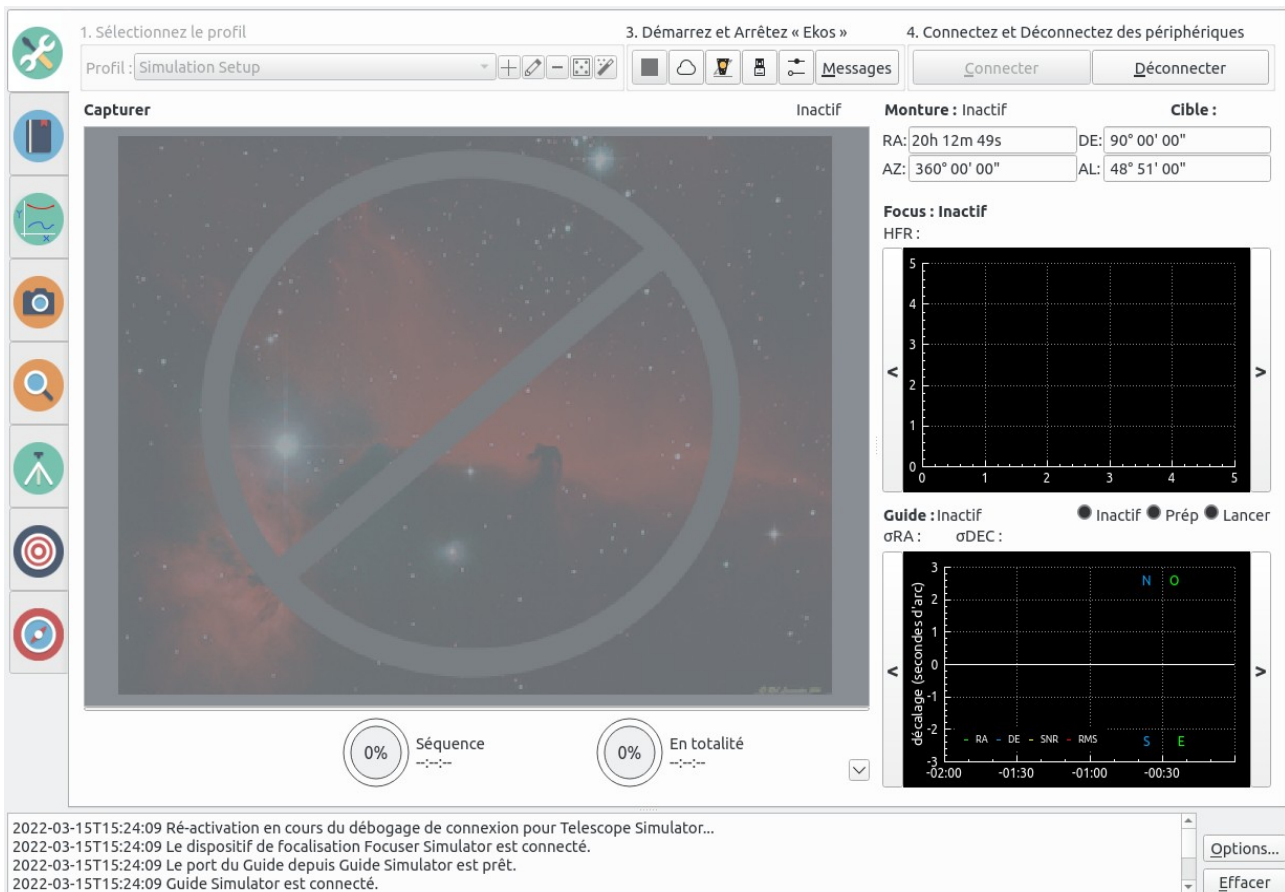 1. Sélectionnez le profil
3. Démarrez et Arrêtez « Ekos »
4. Connectez et Déconnectez des périphériques
Profil : Simulation Setup
Messages
Connecter
Déconnecter
Capturer
Inactif
Monture : Inactif
Cible :
RA: 20h 12m 49s
DE: 90° 00' 00"
AZ: 360° 00' 00"
AL: 48° 51' 00"
Focus : Inactif
HFR :
5
4
3
2
1
0
0 1 2 3 4 5
< >
Guide : Inactif
Inactif Prép Lancer
σRA : σDEC :
décalage (secondes d'arc)
3
2
1
0
-1
-2
-3
N O
S E
RA DE SNR RMS
-02:00 -01:30 -01:00 -00:30
< >
0%
Séquence
--:--:--
0%
En totalité
--:--:--
2022-03-15T15:24:09 Ré-activation en cours du débogage de connexion pour Telescope Simulator...
2022-03-15T15:24:09 Le dispositif de focalisation Focuser Simulator est connecté.
2022-03-15T15:24:09 Le port du Guide depuis Guide Simulator est prêt.
2022-03-15T15:24:09 Guide Simulator est connecté.
Options...
Effacer